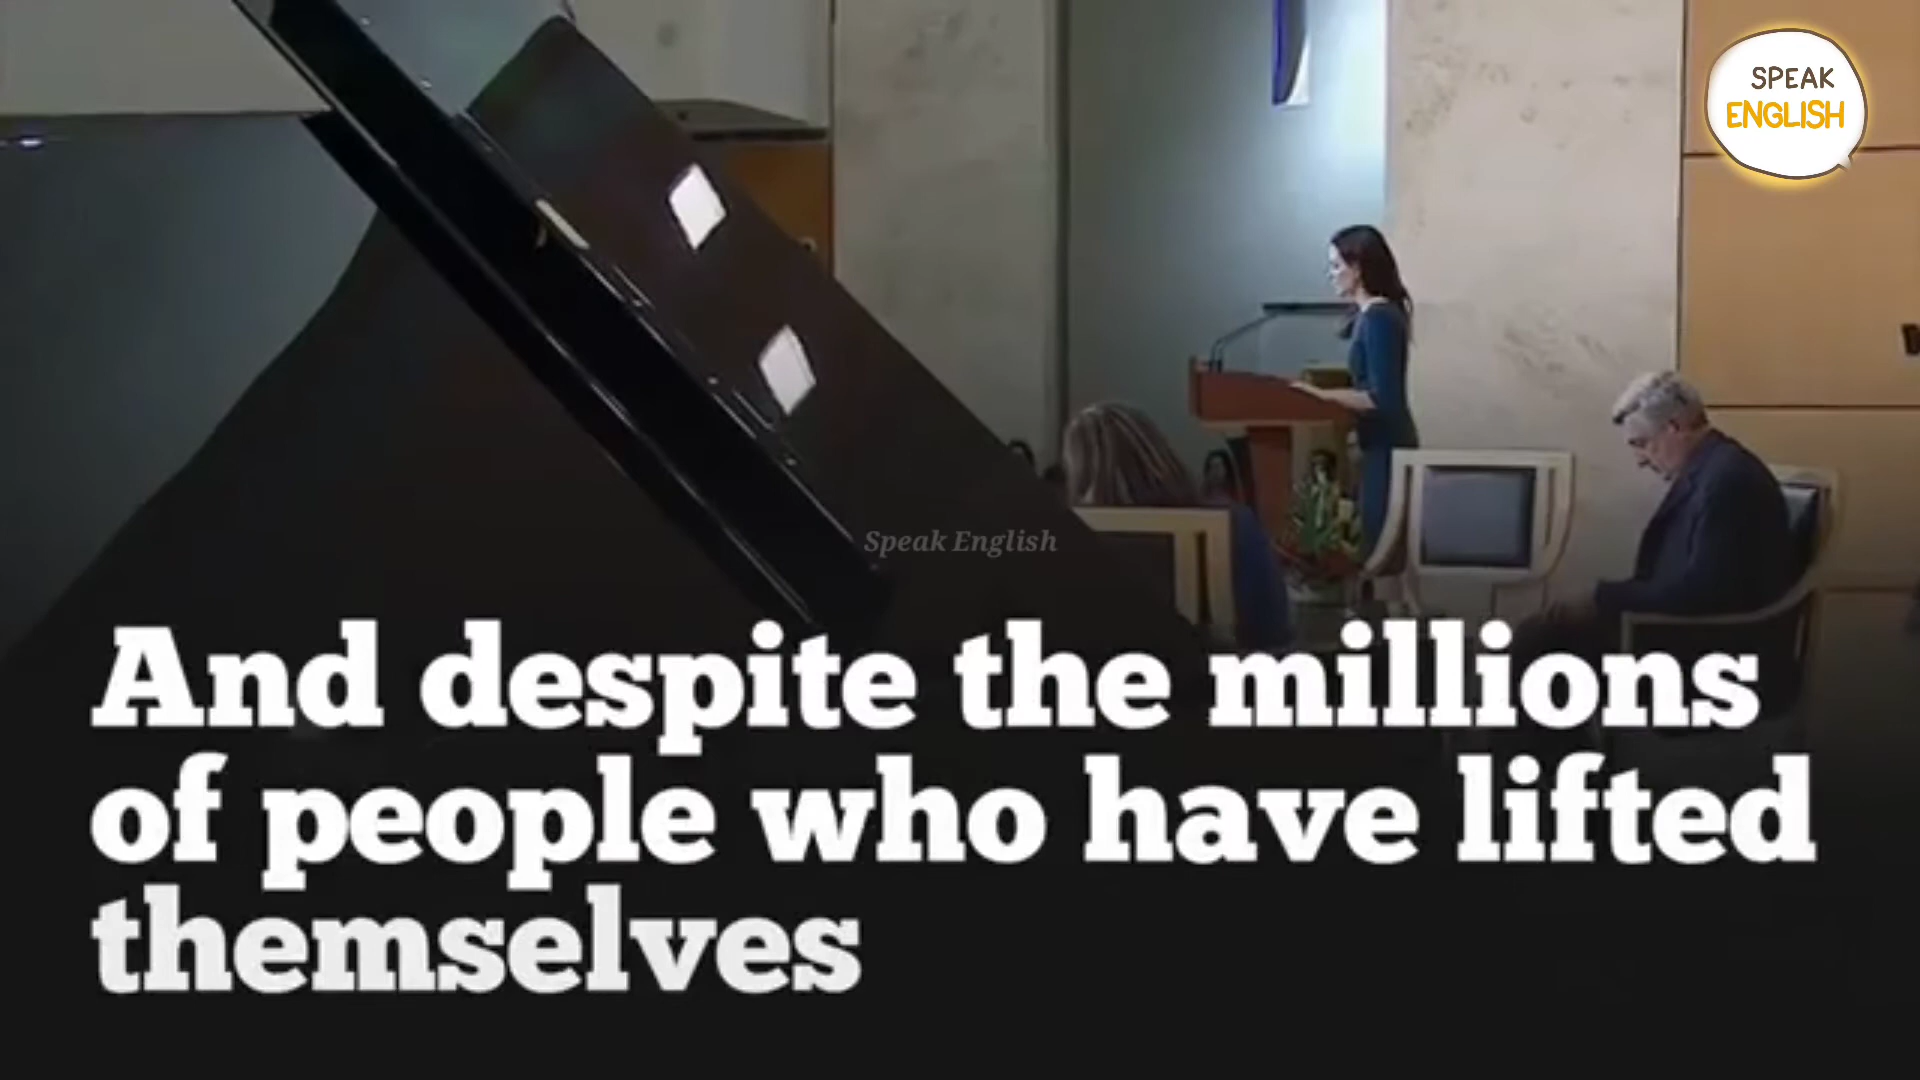 SPEAK
ENGLISH
Speak English
And despite the millions
of people who have lifted
themselves